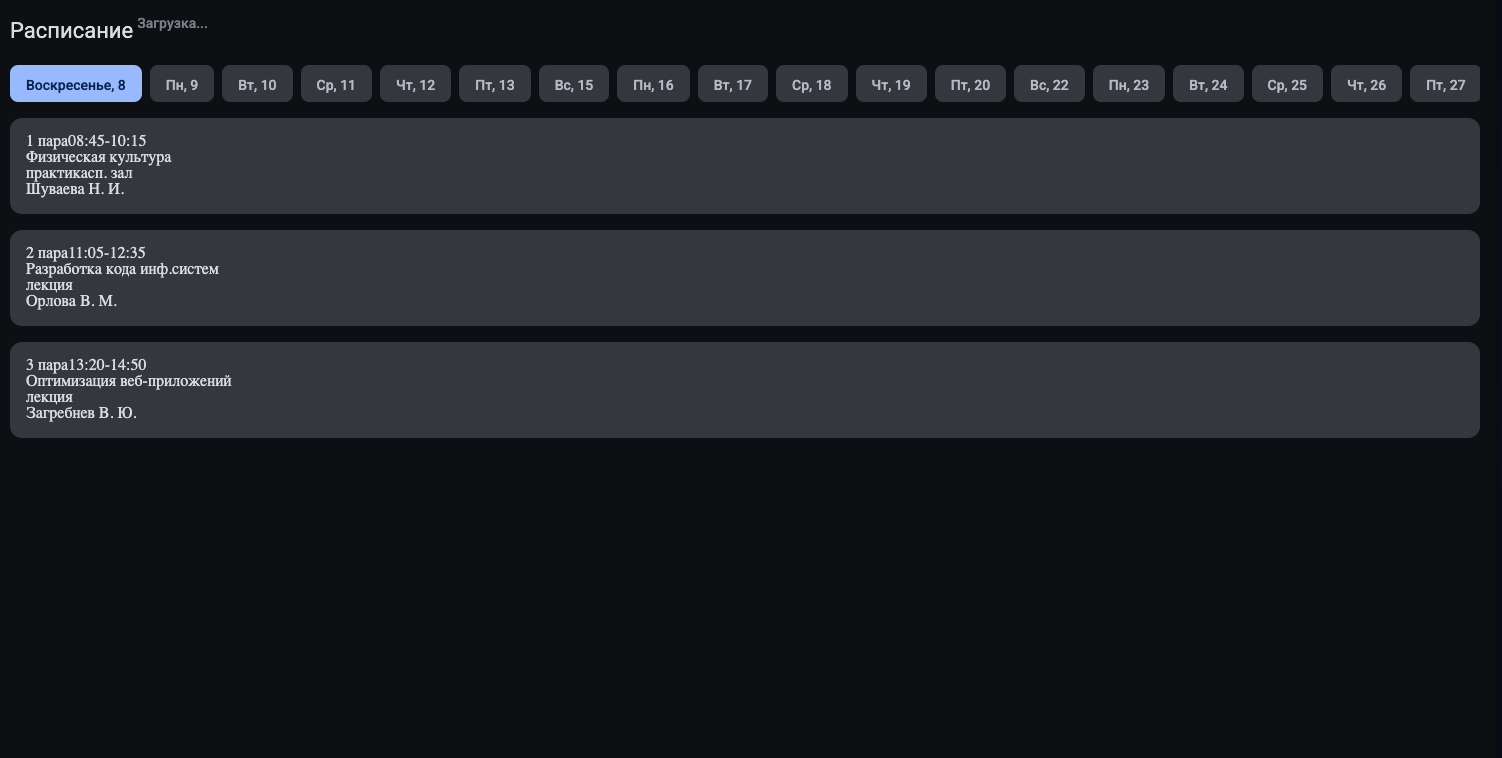 Расписание Загрузка...
Воскресенье, 8 Пн, 9 Вт, 10 Ср, 11 Чт, 12 Пт, 13 Вс, 15 Пн, 16 Вт, 17 Ср, 18 Чт, 19 Пт, 20 Вс, 22 Пн, 23 Вт, 24 Ср, 25 Чт, 26 Пт, 27
1 пара08:45-10:15
Физическая культура
практикасп. зал
Шуваева Н. И.
2 пара11:05-12:35
Разработка кода инф.систем
лекция
Орлова В. М.
3 пара13:20-14:50
Оптимизация веб-приложений
лекция
Загребнев В. Ю.